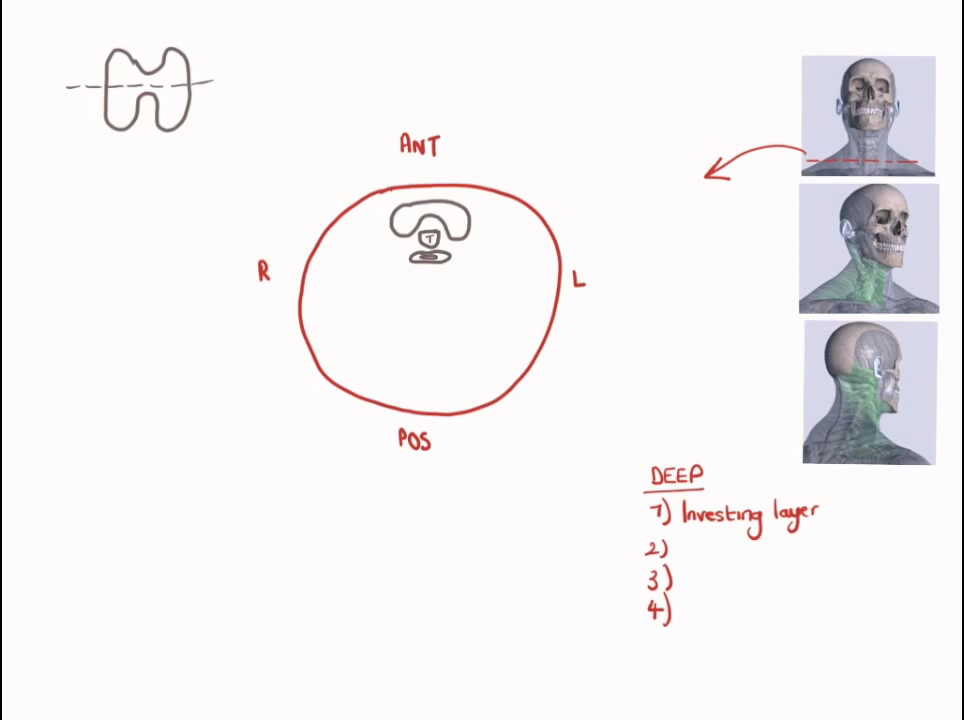 ANT
T
R
L
POS
DEEP
1) Investing layer
2)
3)
4)